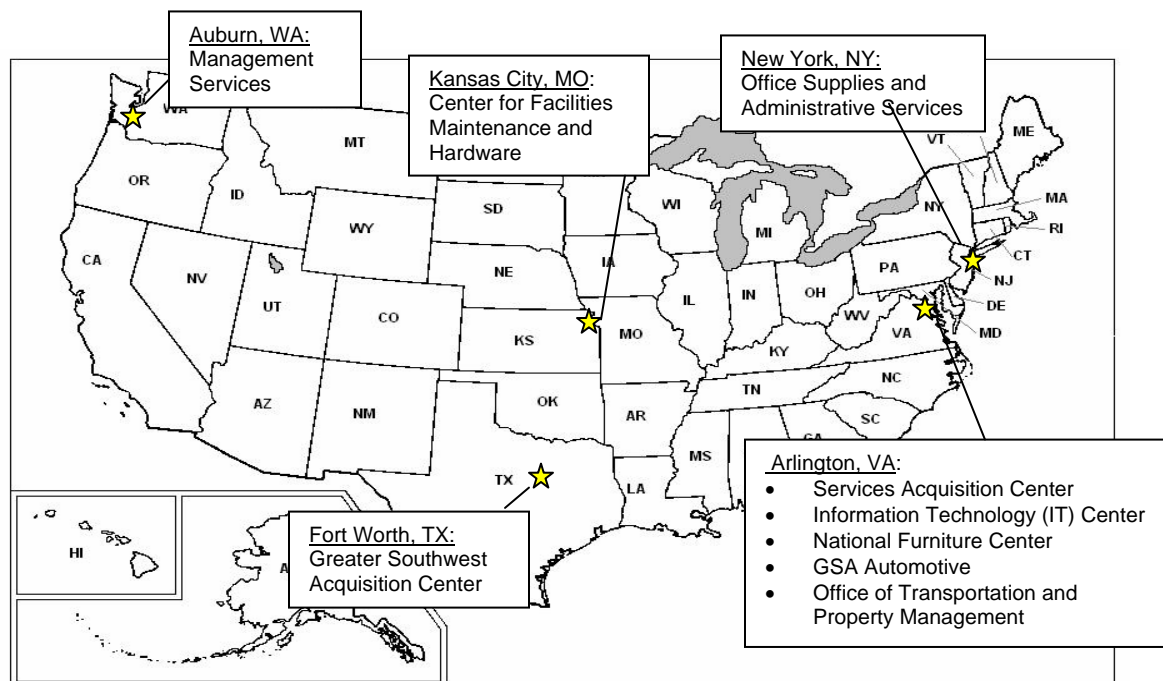 Auburn, WA:
Management
Services
Kansas City, MO:
Center for Facilities
Maintenance and
Hardware
New York, NY:
Office Supplies and
Administrative Services
WA
MT
VT
ME
OR
ID
SD
WI
NY
MA
WY
MI
RI
CA
NV
NE
IA
PA
CT
NJ
UT
CO
IL
IN
OH
DE
KS
MO
WV
VA
MD
KY
AZ
NM
OK
AR
TN
NC
SC
MS
GA
TX
LA
HI
A
Fort Worth, TX:
Greater Southwest
Acquisition Center
Arlington, VA:
• Services Acquisition Center
• Information Technology (IT) Center
• National Furniture Center
• GSA Automotive
• Office of Transportation and
Property Management